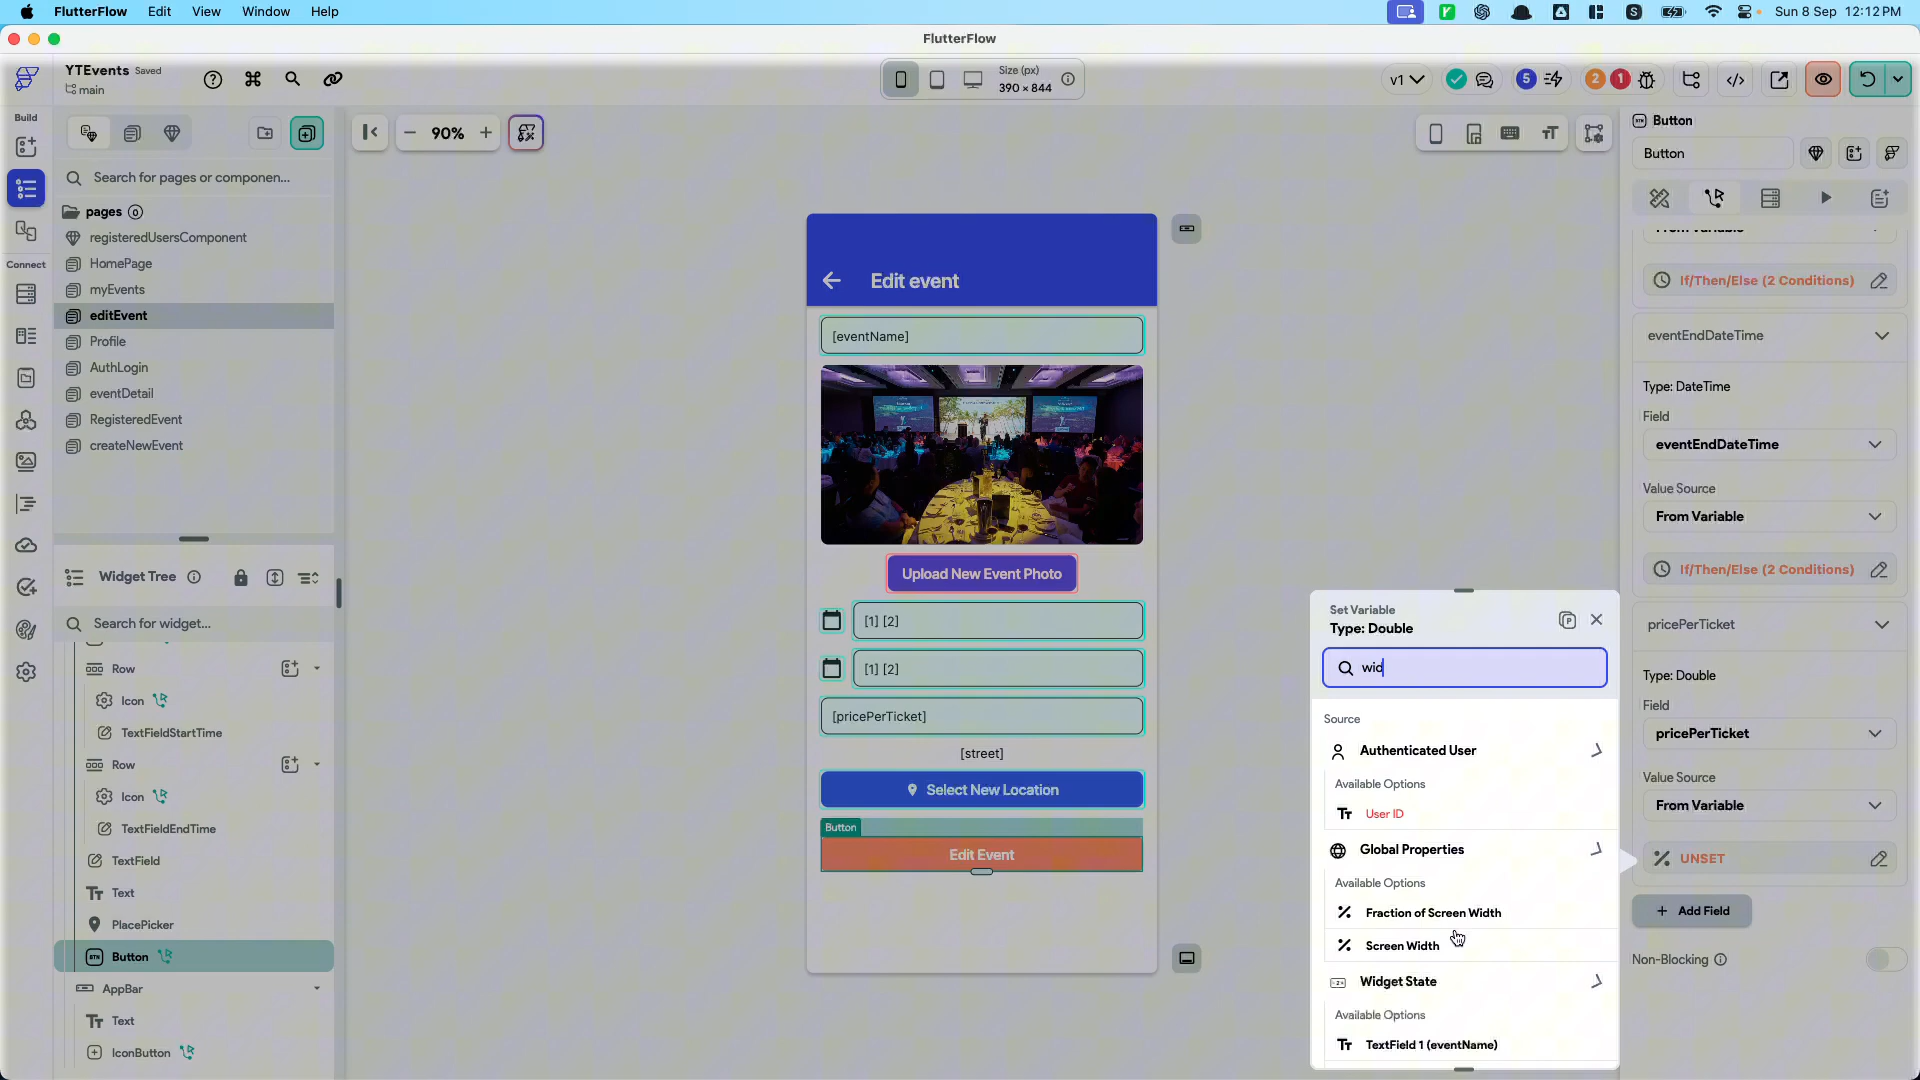 FlutterFlow Edit View Window Help
Sun 8 Sep 12:12 PM
FlutterFlow
YTEvents Saved
main
Size (px)
390 × 844
v1
5
2
1
Build
Connect
90%
Search for pages or componen...
pages 0
registeredUsersComponent
HomePage
myEvents
editEvent
Profile
AuthLogin
eventDetail
RegisteredEvent
createNewEvent
Widget Tree
Search for widget...
Row
Icon
TextFieldStartTime
Row
Icon
TextFieldEndTime
TextField
Text
PlacePicker
Button
AppBar
Text
IconButton
Edit event
[eventName]
Upload New Event Photo
[1] [2]
[1] [2]
[pricePerTicket]
[street]
Select New Location
Button
Edit Event
Set Variable
Type: Double
wid
Source
Authenticated User
Available Options
User ID
Global Properties
Available Options
Fraction of Screen Width
Screen Width
Widget State
Available Options
TextField 1 (eventName)
Button
Button
From Variable
If/Then/Else (2 Conditions)
eventEndDateTime
Type: DateTime
Field
eventEndDateTime
Value Source
From Variable
If/Then/Else (2 Conditions)
pricePerTicket
Type: Double
Field
pricePerTicket
Value Source
From Variable
UNSET
+ Add Field
Non-Blocking